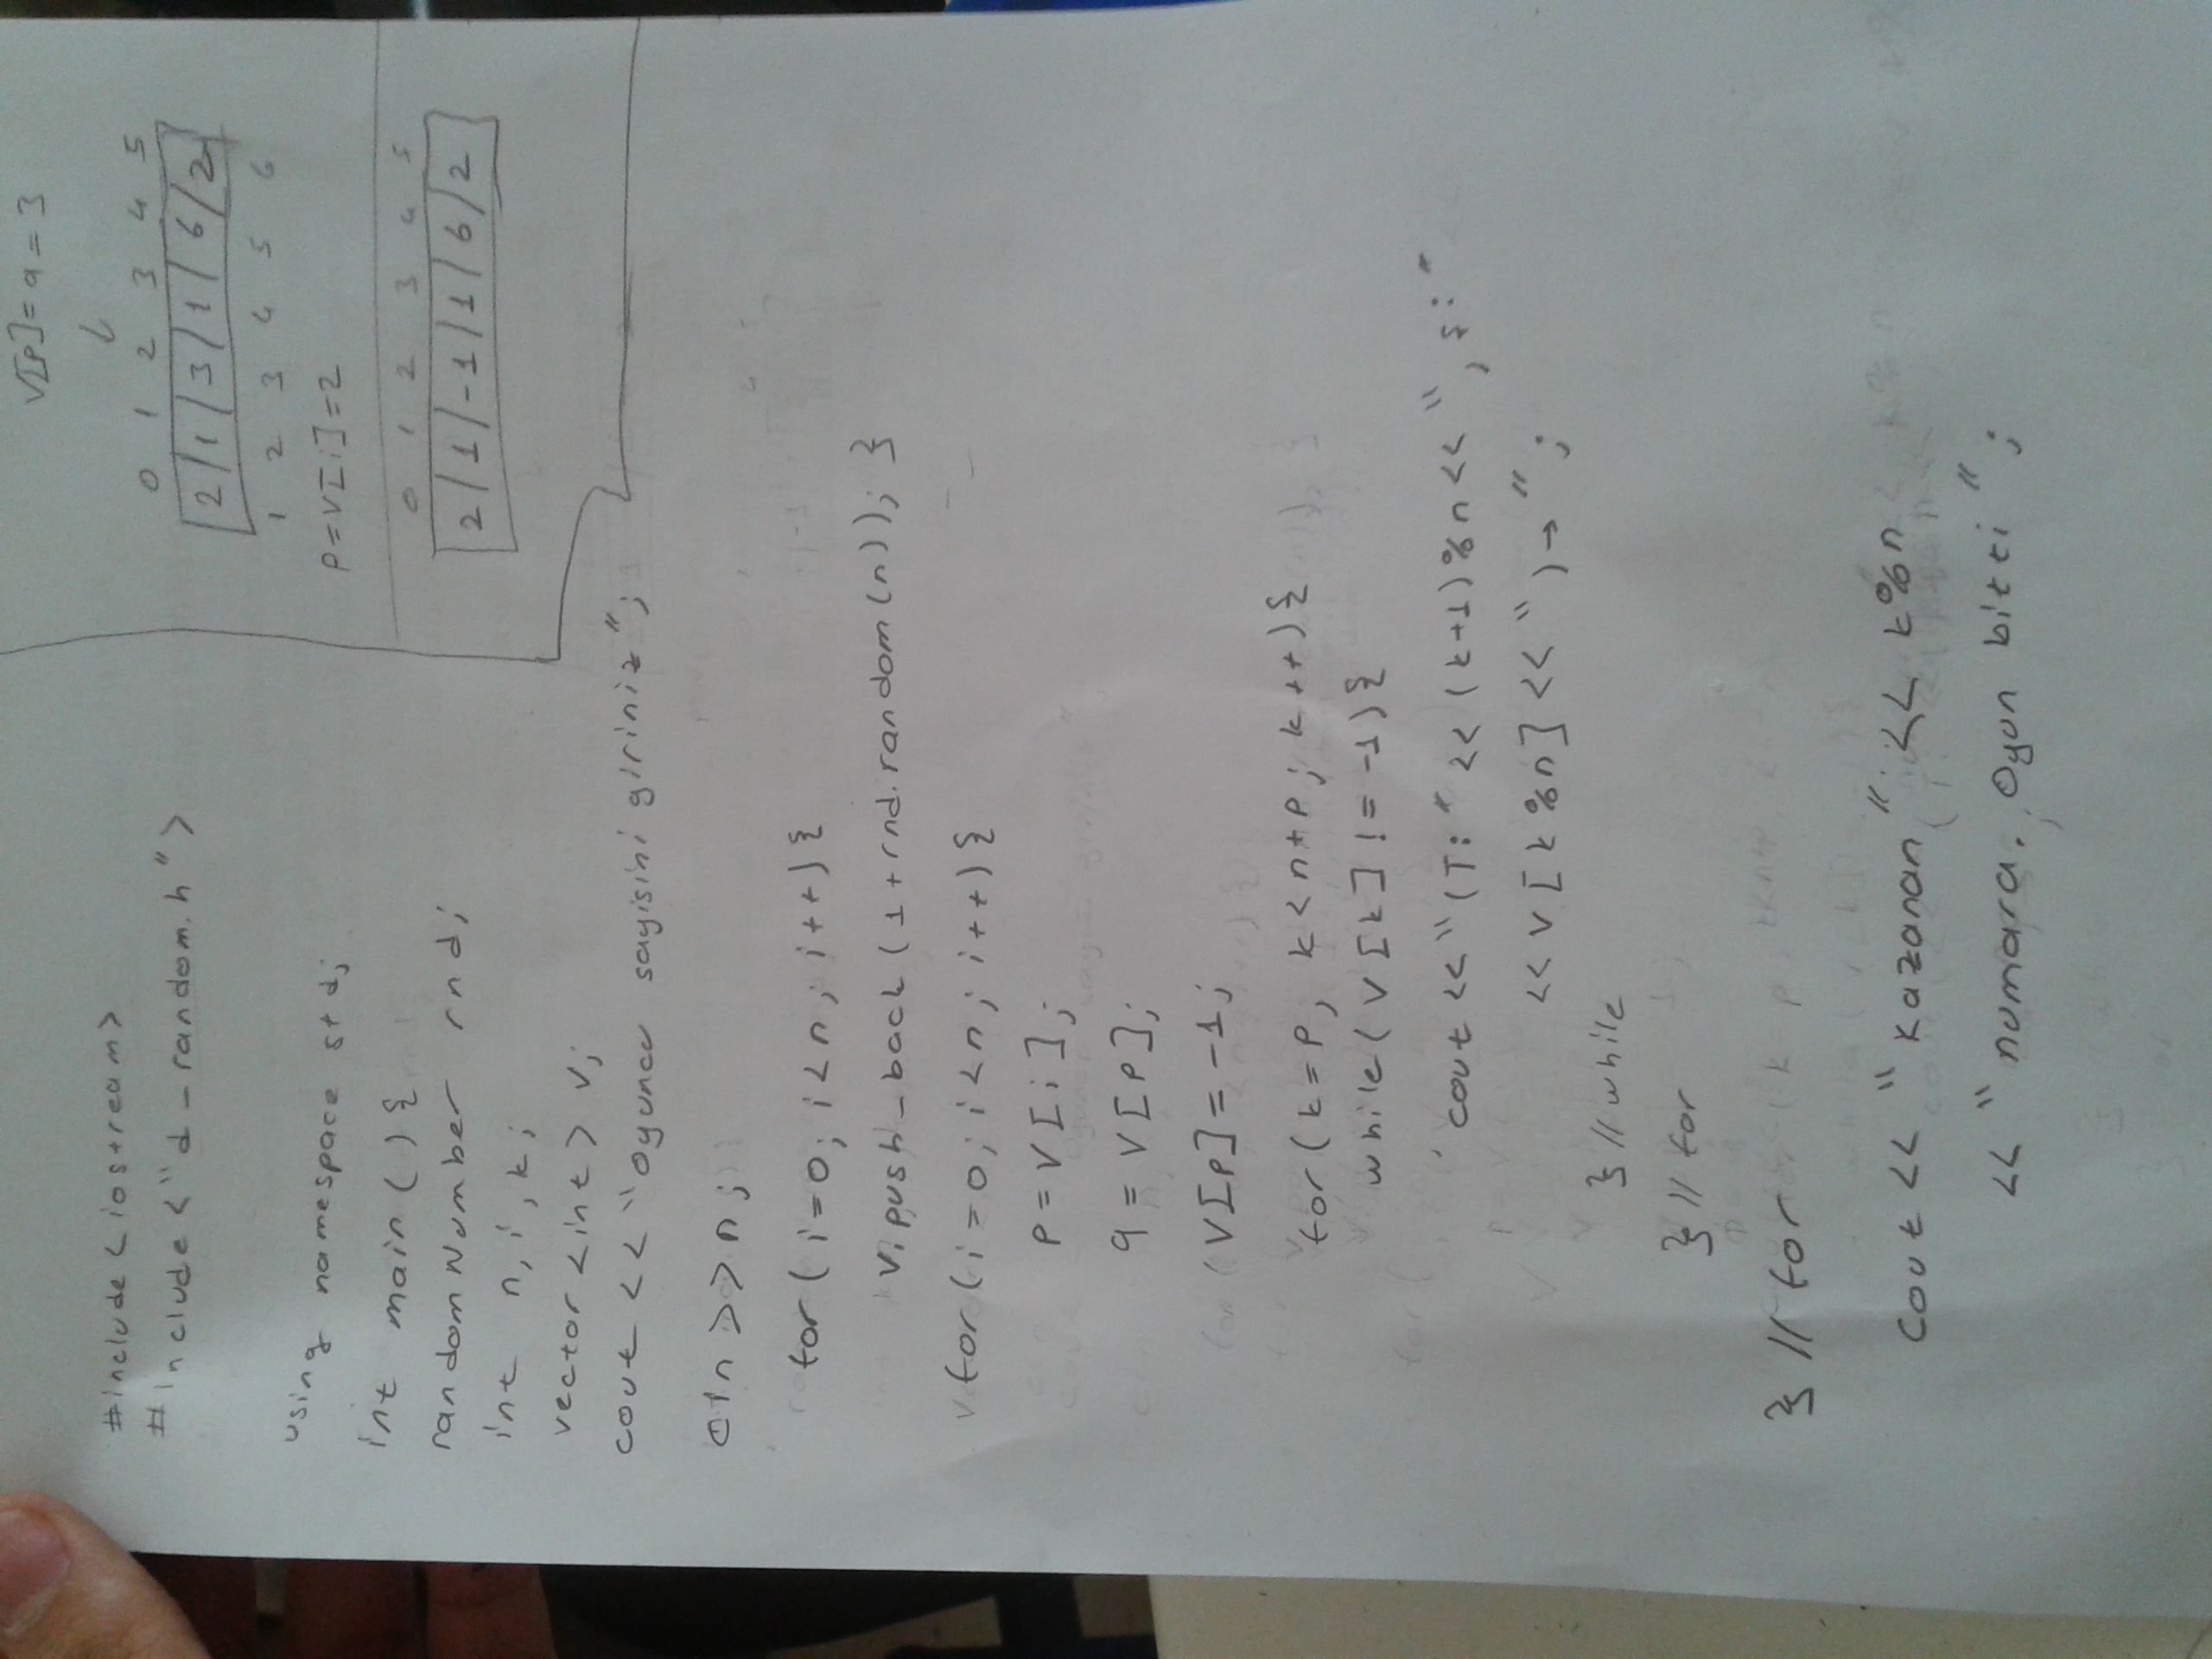 #include <iostream>
#include <"d_random.h">
using namespace std;
int main(){
randomNumber rnd;
int n, i, k;
vector <int> v;
cout << "oyuncu sayisini giriniz";
cin >> n;
for (i=0; i<n; i++){
v.push_back(1+rnd.random(n)); }
for (i=0; i<n; i++){
p = v[i];
q = v[p];
v[p] = -1;
for (k=p, k<n+p; k++){
while (v[k] != -1){
cout << "(T:" << (k+1)%n << ", s:"
<< v[k%n] << ")→";
} //while
} // for
} // for
cout << "kazanan" << k%n
<< "numara. Oyun bitti";
v[p] = q = 3
↓
0 1 2 3 4 5
2 | 1 | 3 | 1 | 6 | 2
1 2 3 4 5 6
p = v[i] = 2
0 1 2 3 4 5
2 | 1 | -1 | 1 | 6 | 2